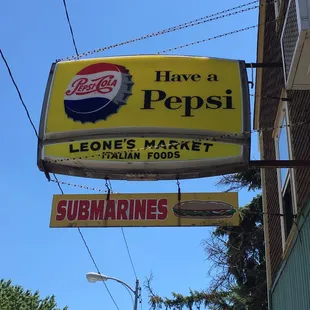 PEPSI-COLA
Have a
Pepsi
LEONE'S MARKET
ITALIAN FOODS
SUBMARINES